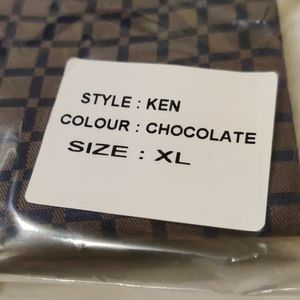 STYLE : KEN
COLOUR : CHOCOLATE
SIZE : XL